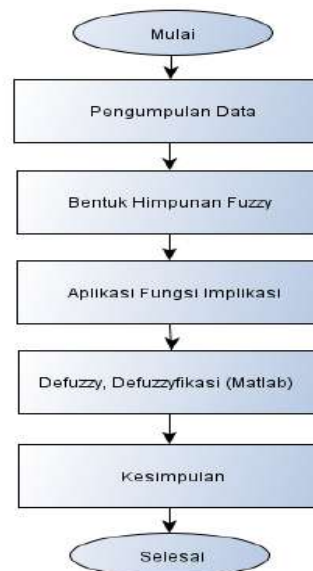 Mulai
Pengumpulan Data
Bentuk Himpunan Fuzzy
Aplikasi Fungsi Implikasi
Defuzzy, Defuzzyfikasi (Matlab)
Kesimpulan
Selesai